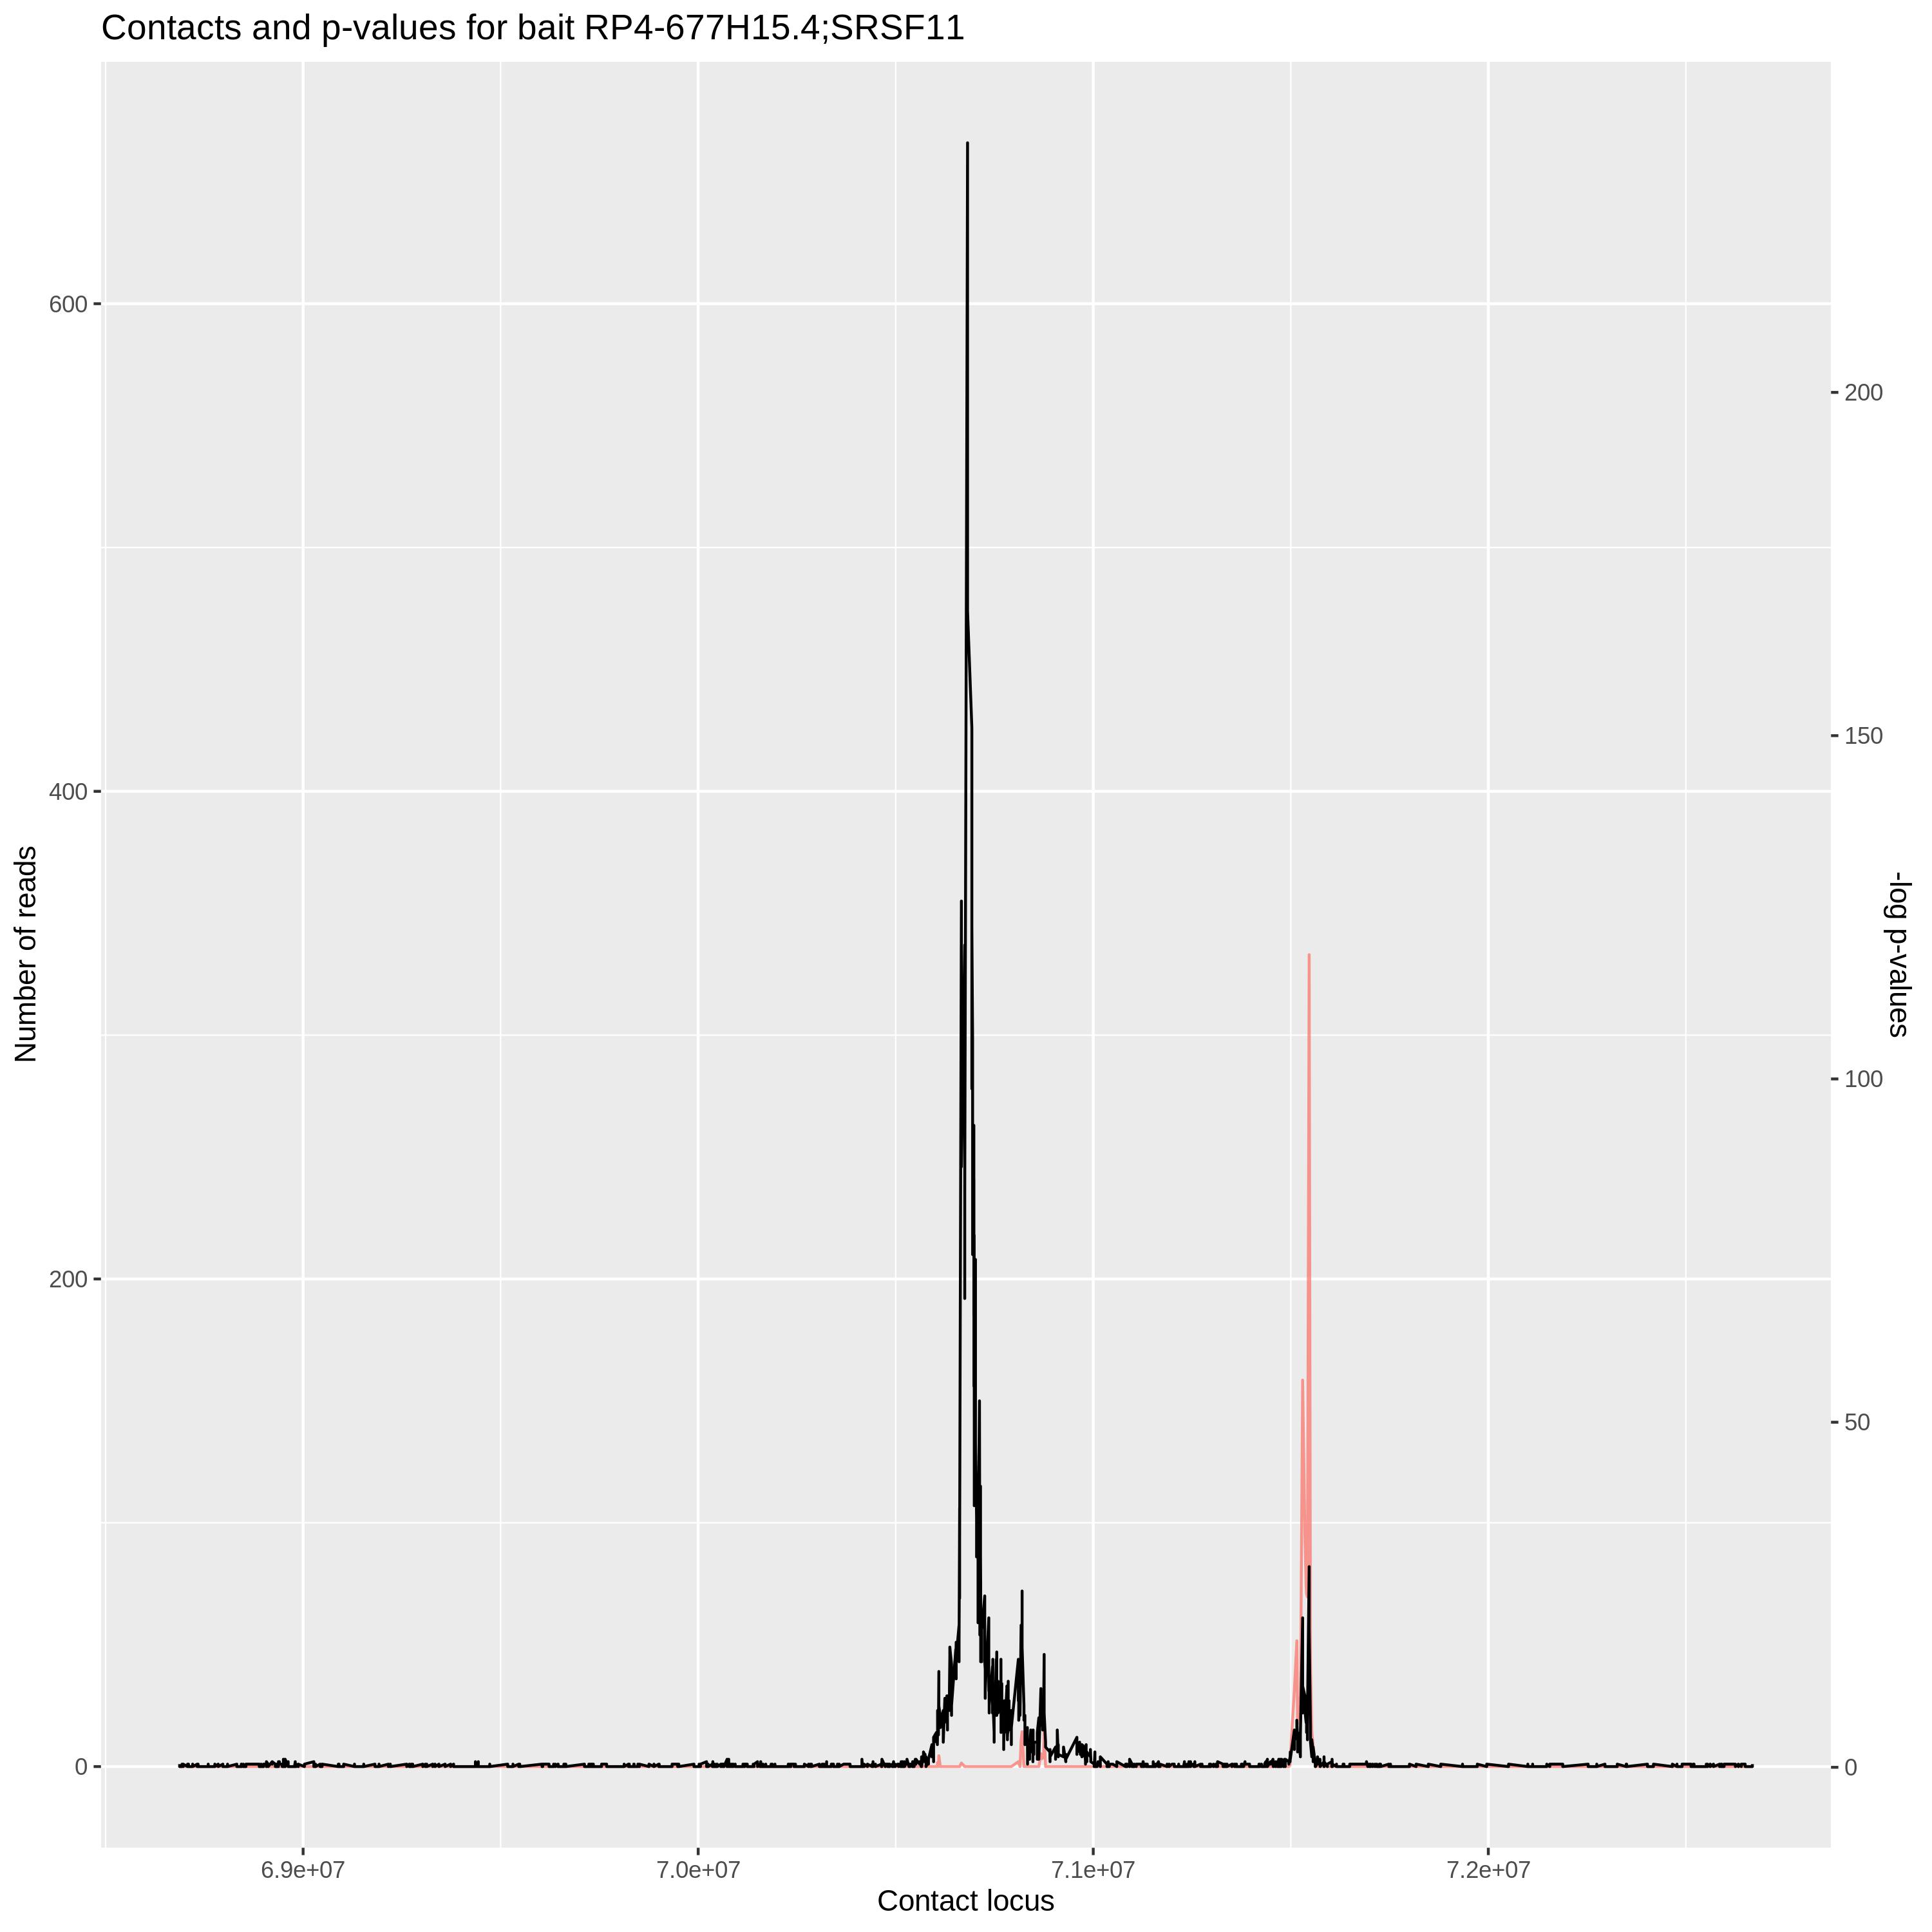 Contacts and p-values for bait RP4-677H15.4;SRSF11
600
400
200
0
Number of reads
200
150
100
50
0
-log p-values
6.9e+07
7.0e+07
7.1e+07
7.2e+07
Contact locus